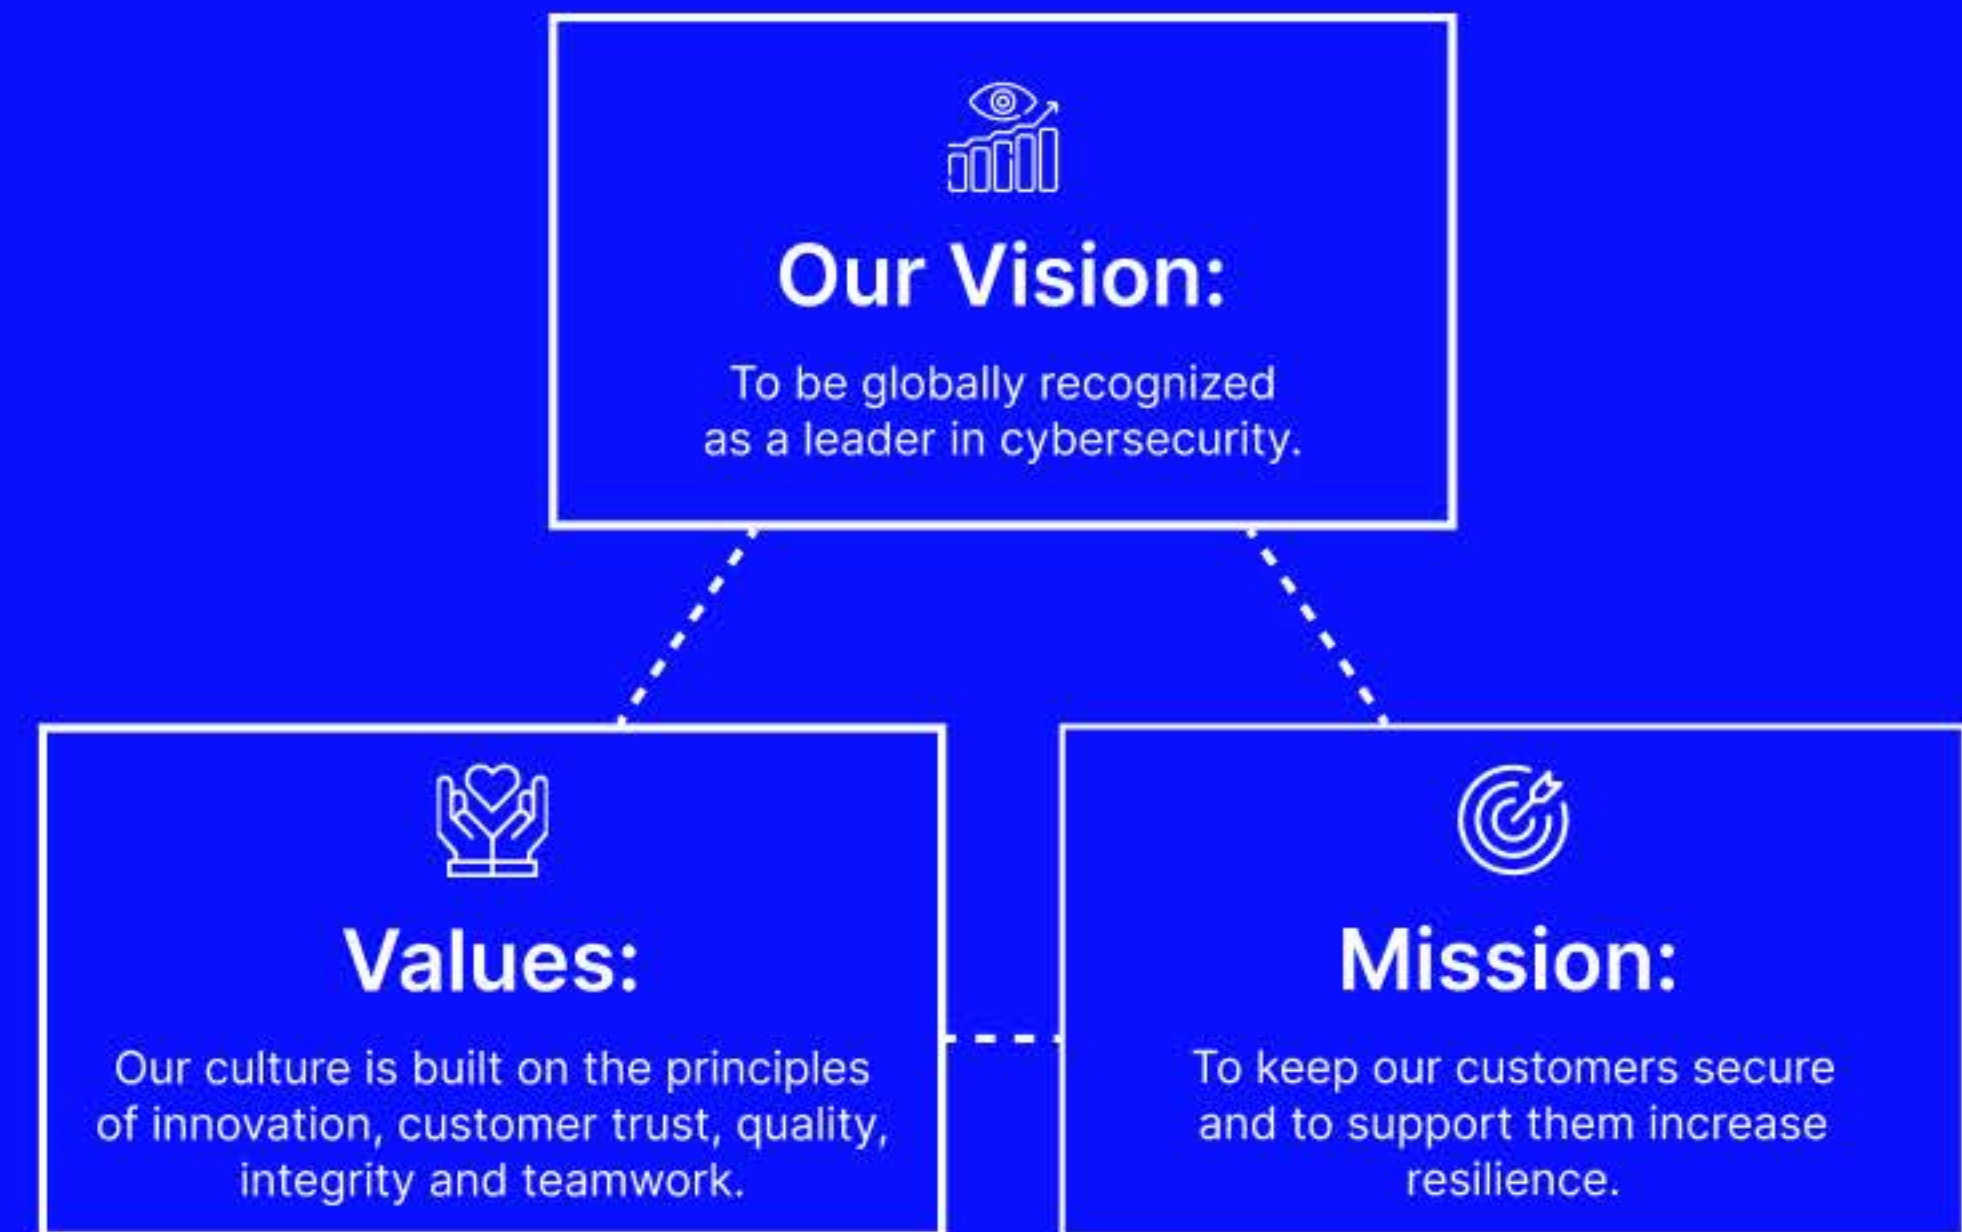 Our Vision:
To be globally recognized
as a leader in cybersecurity.
Values:
Our culture is built on the principles
of innovation, customer trust, quality,
integrity and teamwork.
Mission:
To keep our customers secure
and to support them increase
resilience.